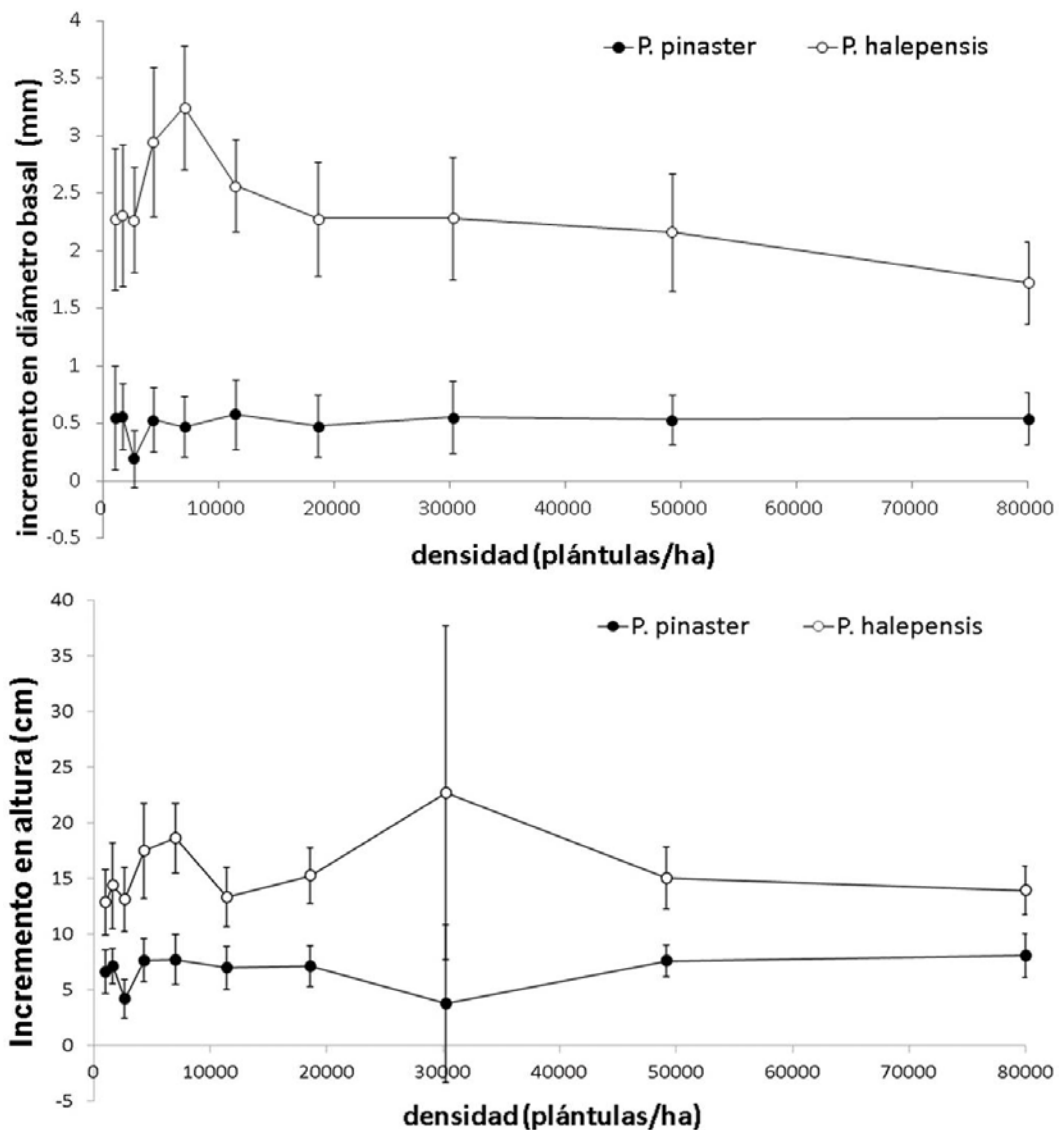 4
P. pinaster P. halepensis
3.5
3
2.5
2
1.5
1
0.5
0
-0.5
incremento en diámetro basal (mm)
0 10000 20000 30000 40000 50000 60000 70000 80000
densidad (plántulas/ha)
40
P. pinaster P. halepensis
35
30
25
20
15
10
5
0
-5
Incremento en altura (cm)
0 10000 20000 30000 40000 50000 60000 70000 80000
densidad (plántulas/ha)